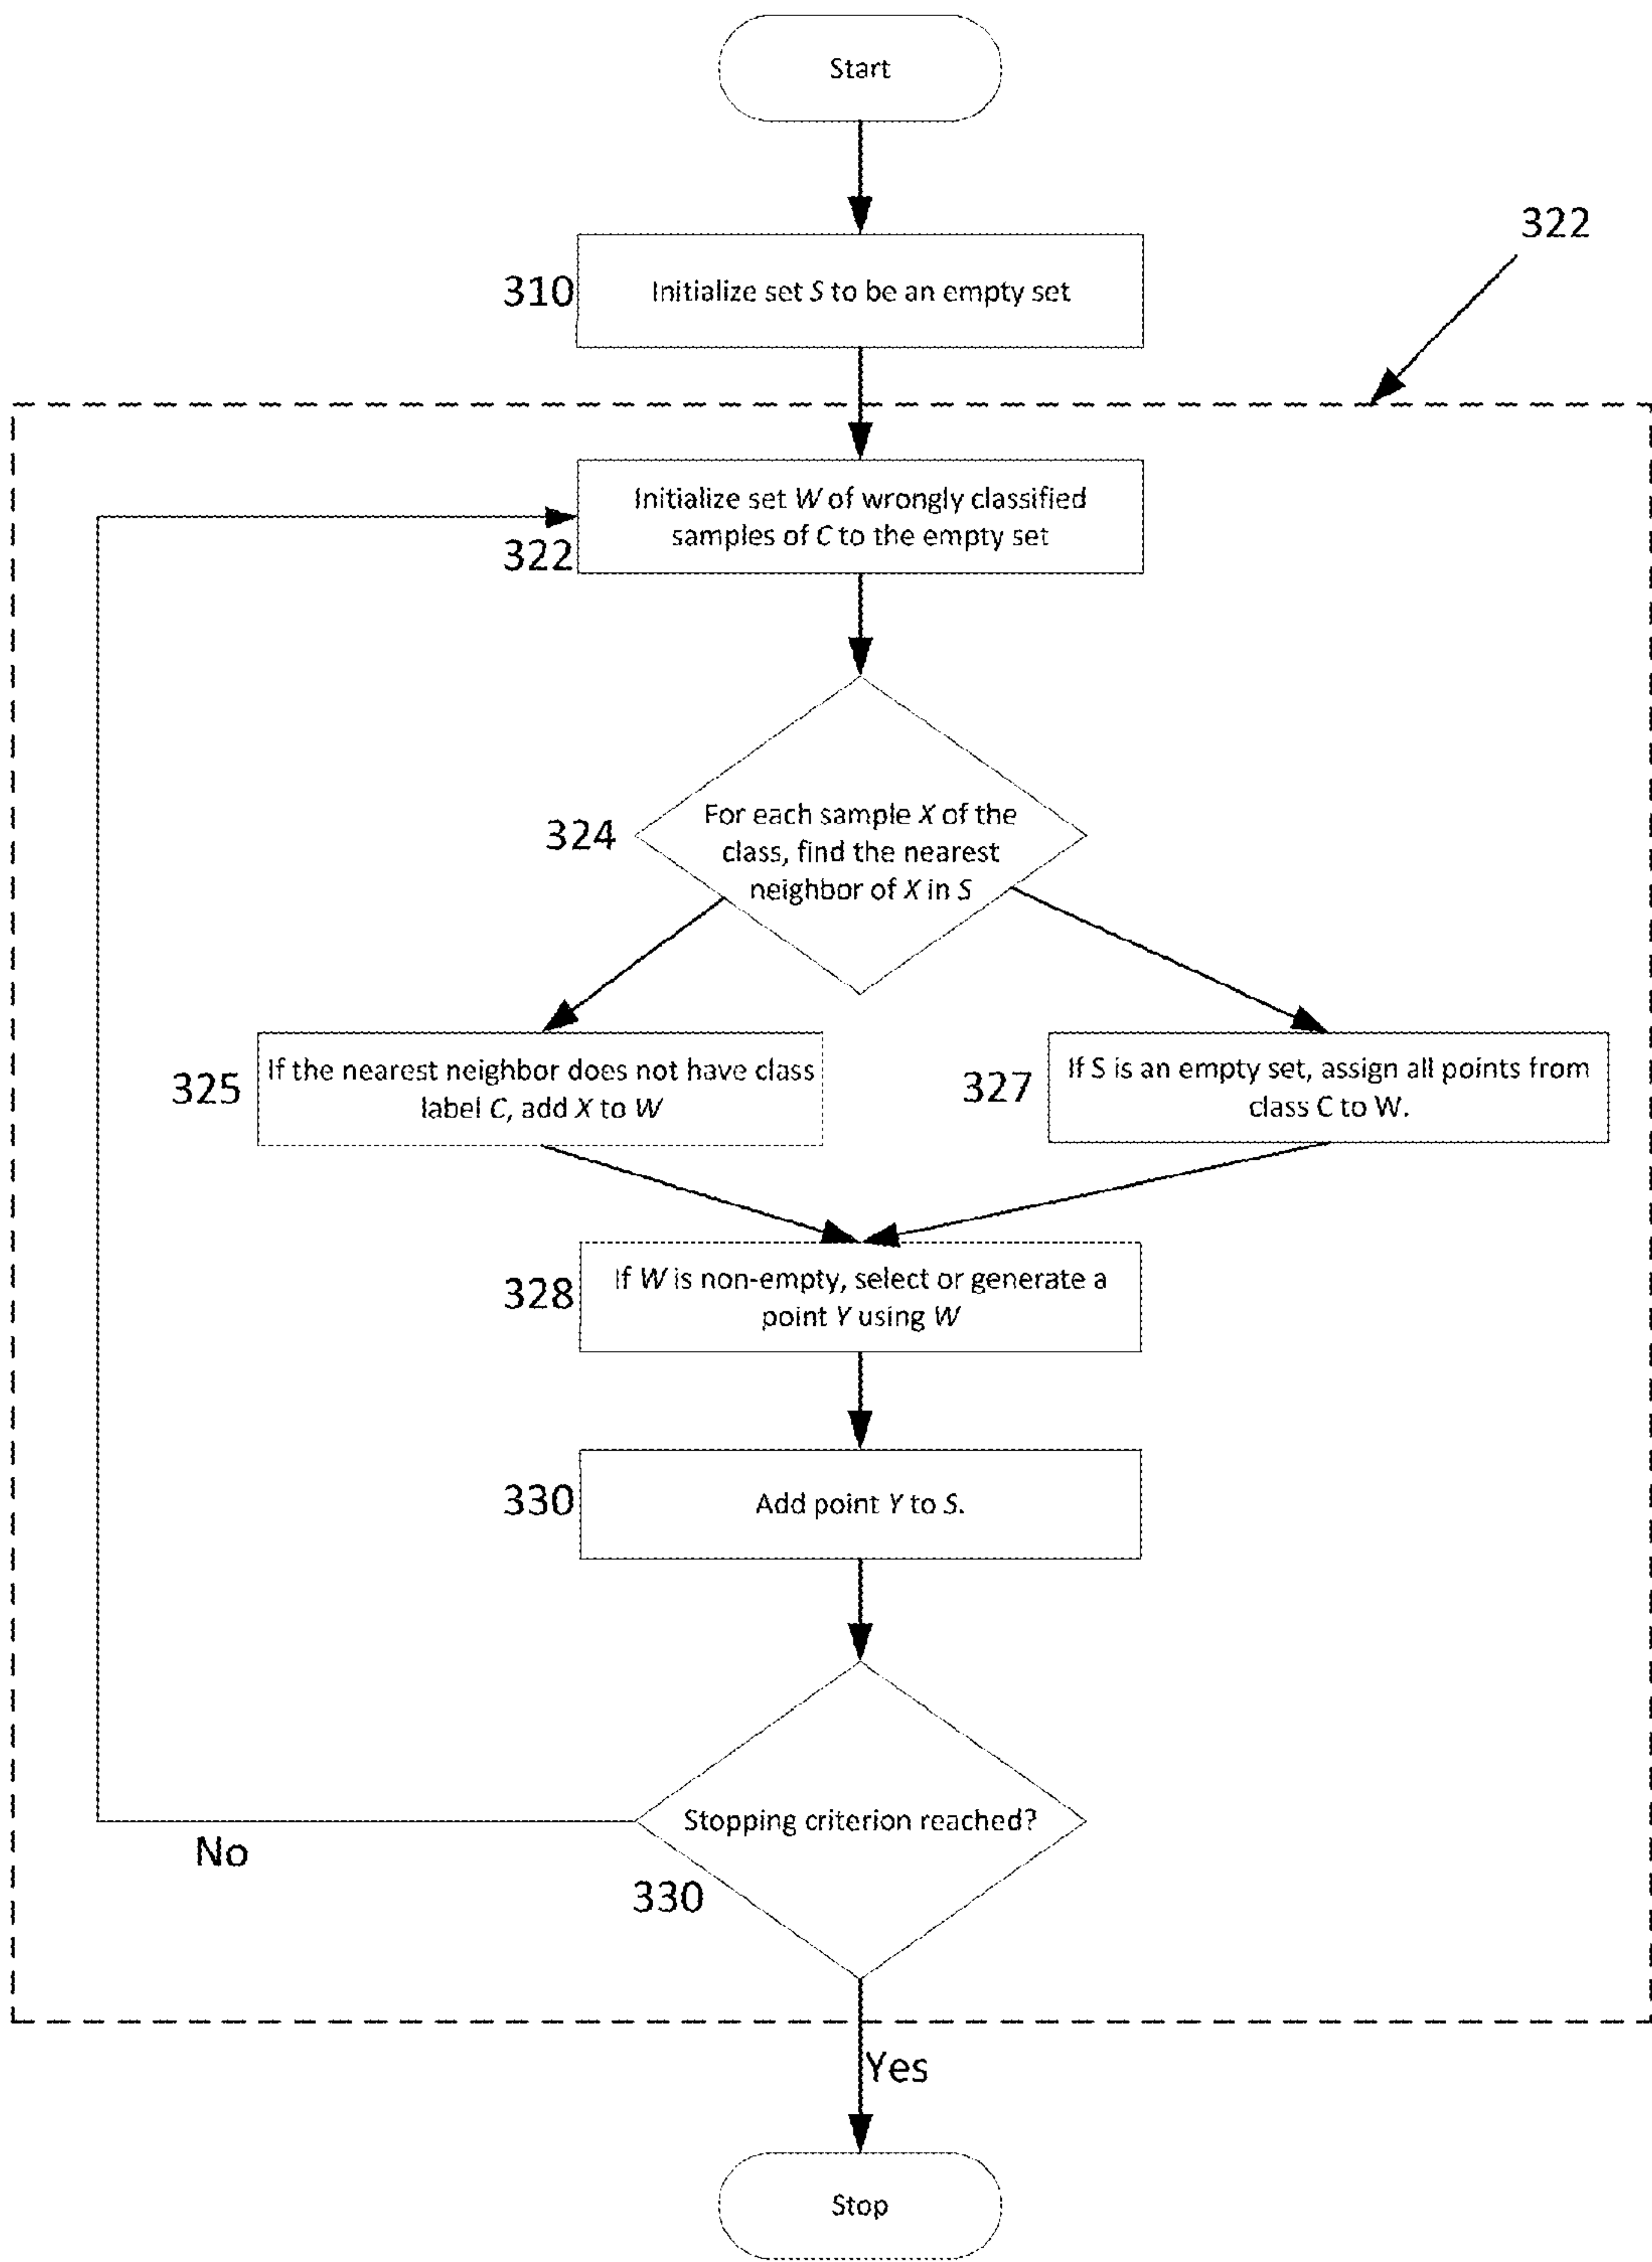 Start
322
310
Initialize set S to be an empty set
Initialize set W of wrongly classified
samples of C to the empty set
322
324
For each sample X of the
class, find the nearest
neighbor of X in S
325
If the nearest neighbor does not have class
label C, add X to W
327
If S is an empty set, assign all points from
class C to W.
328
If W is non-empty, select or generate a
point Y using W
330
Add point Y to S.
Stopping criterion reached?
No
330
Yes
Stop